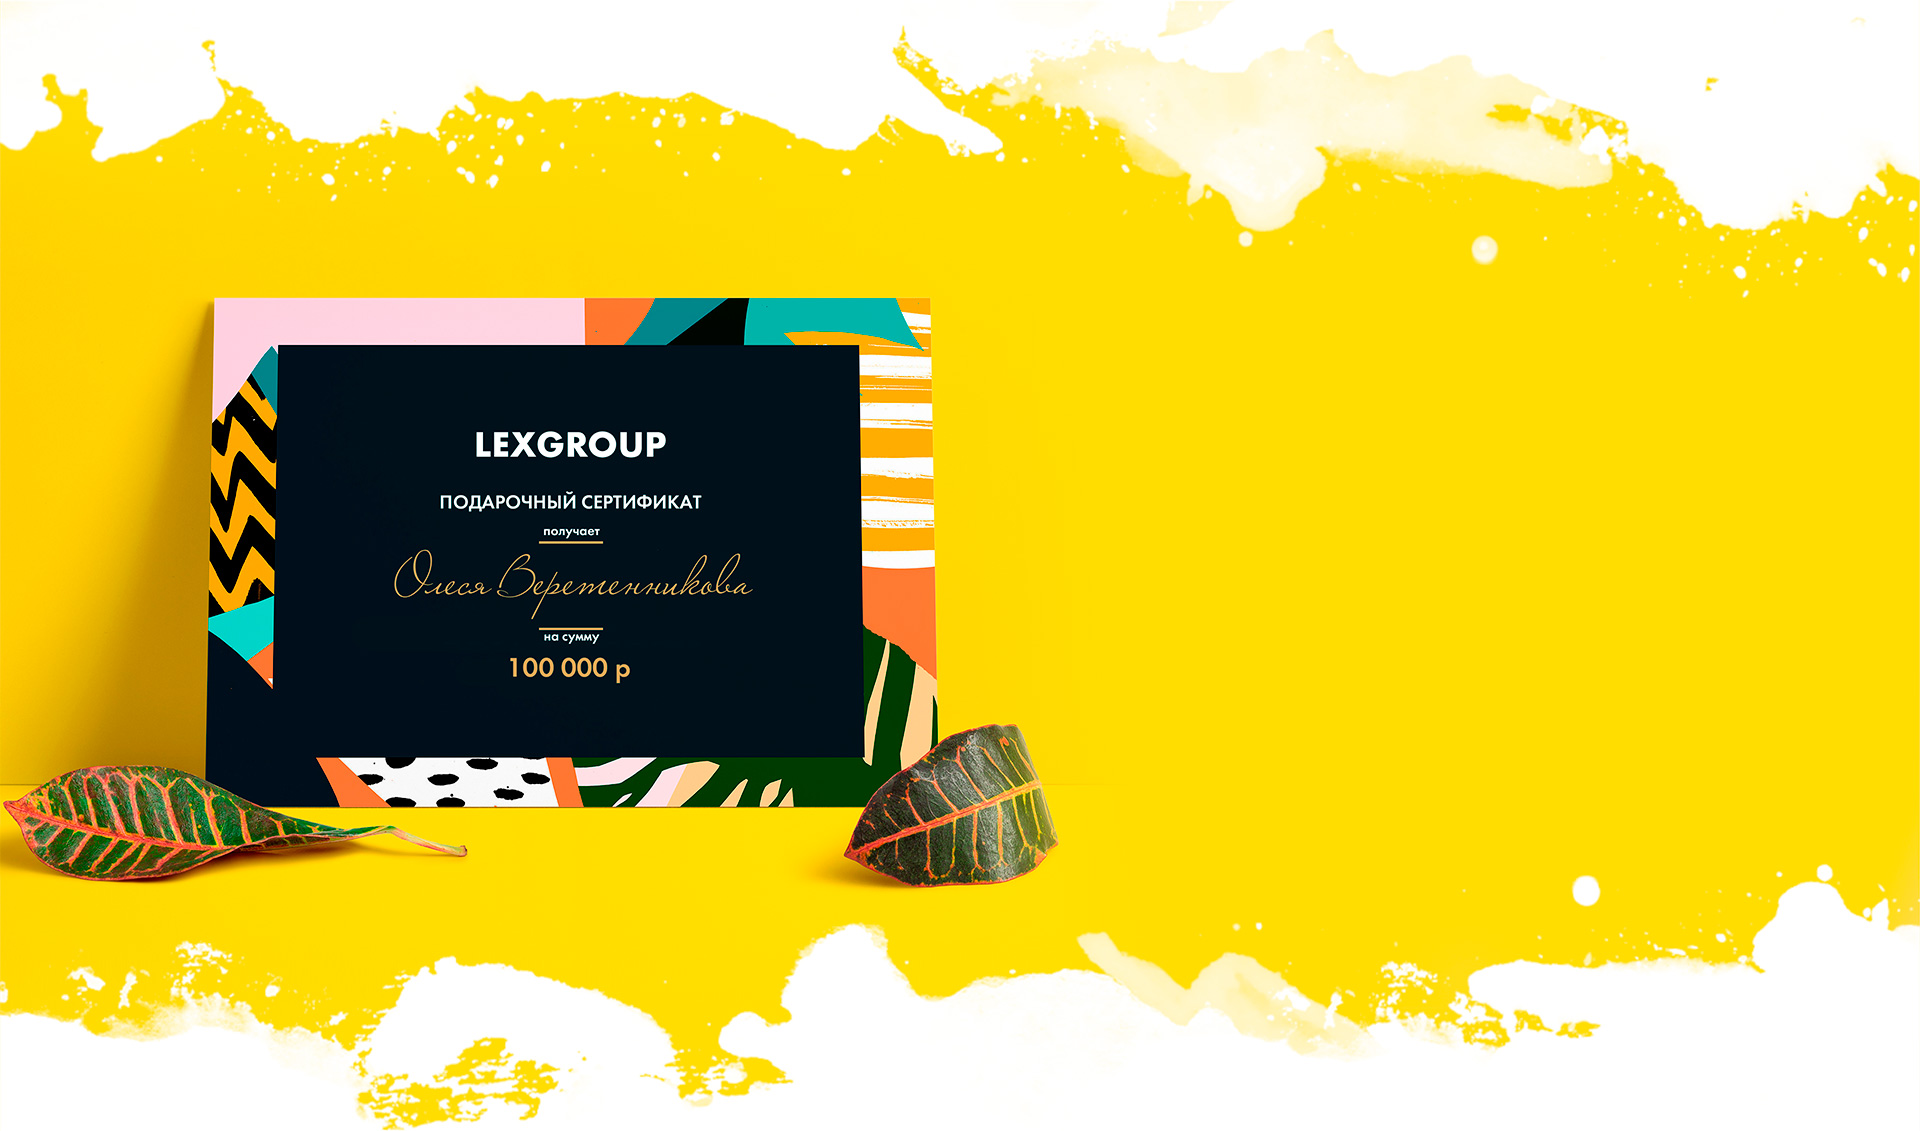 LEXGROUP
ПОДАРОЧНЫЙ СЕРТИФИКАТ
получает
Олеся Веретенникова
на сумму
100 000 р